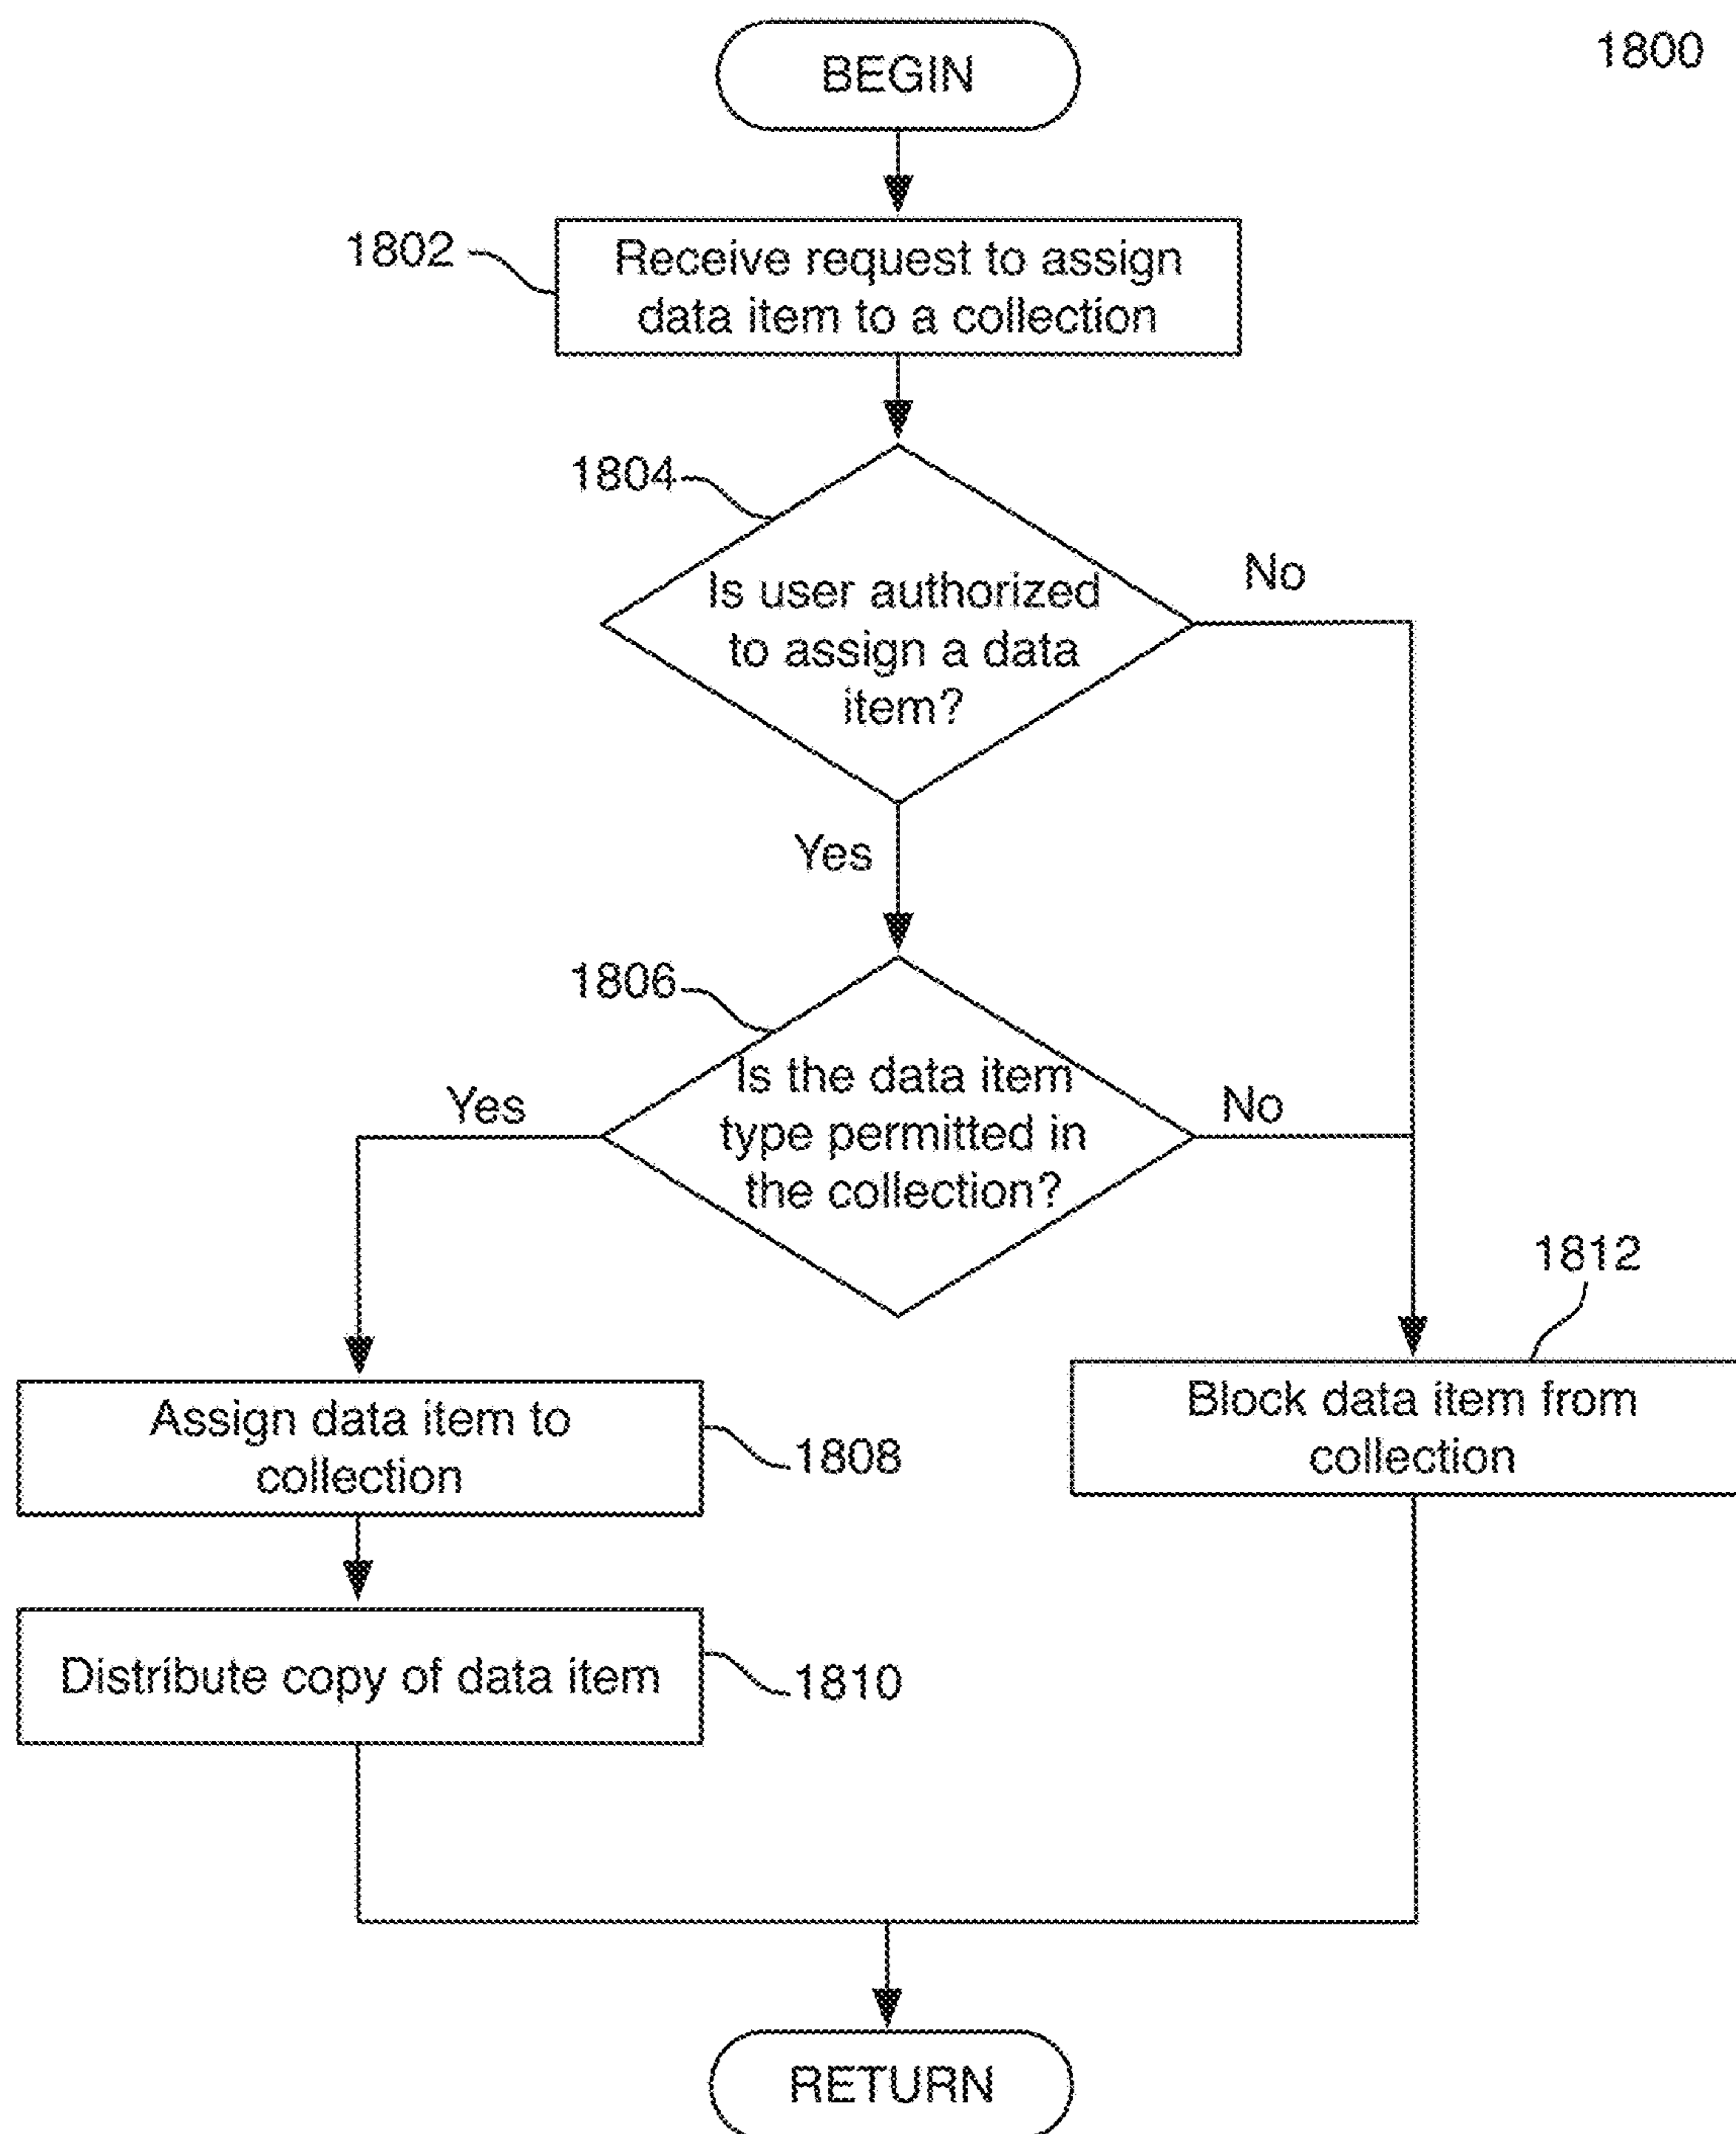 1800
BEGIN
1802
Receive request to assign
data item to a collection
1804
Is user authorized
to assign a data
item?
No
Yes
1806
Is the data item
type permitted in
the collection?
Yes
No
1812
Assign data item to
collection
1808
Block data item from
collection
Distribute copy of data item
1810
RETURN